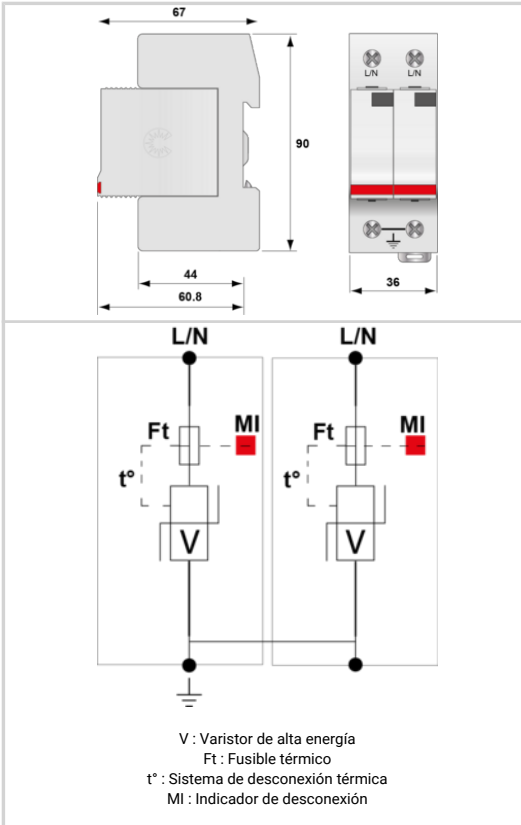 67
L/N L/N
90
44
60.8
36
L/N L/N
Ft MI Ft MI
t° t°
V V
V : Varistor de alta energía
Ft : Fusible térmico
t° : Sistema de desconexión térmica
MI : Indicador de desconexión